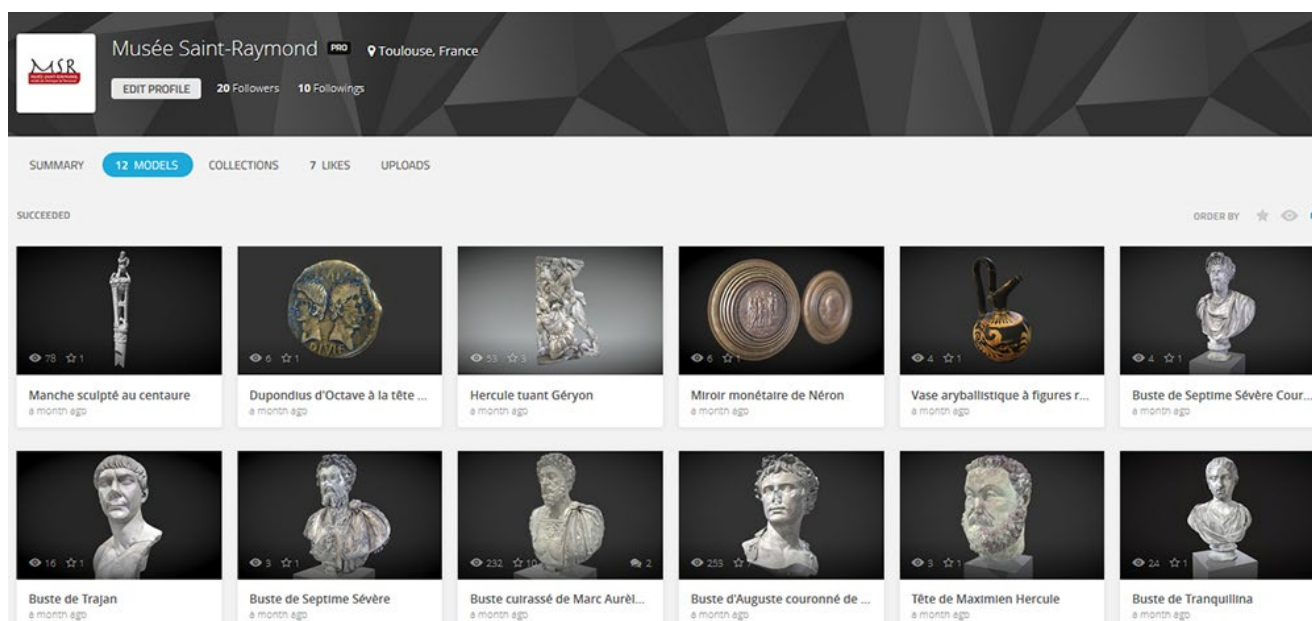 Musée Saint-Raymond PRO Toulouse, France
MSR
EDIT PROFILE 20 Followers 10 Followings
SUMMARY 12 MODELS COLLECTIONS 7 LIKES UPLOADS
SUCCEEDED ORDER BY
78 1
6 1
53 3
6 1
4 1
4 1
Manche sculpté au centaure
a month ago
Dupondius d'Octave à la tête ...
a month ago
Hercule tuant Géryon
a month ago
Miroir monétaire de Néron
a month ago
Vase aryballistique à figures r...
a month ago
Buste de Septime Sévère Cour...
a month ago
16 1
3 1
232 10 2
253 7
3 1
24 1
Buste de Trajan
a month ago
Buste de Septime Sévère
a month ago
Buste cuirassé de Marc Aurèl...
a month ago
Buste d'Auguste couronné de ...
a month ago
Tête de Maximien Hercule
a month ago
Buste de Tranquillina
a month ago